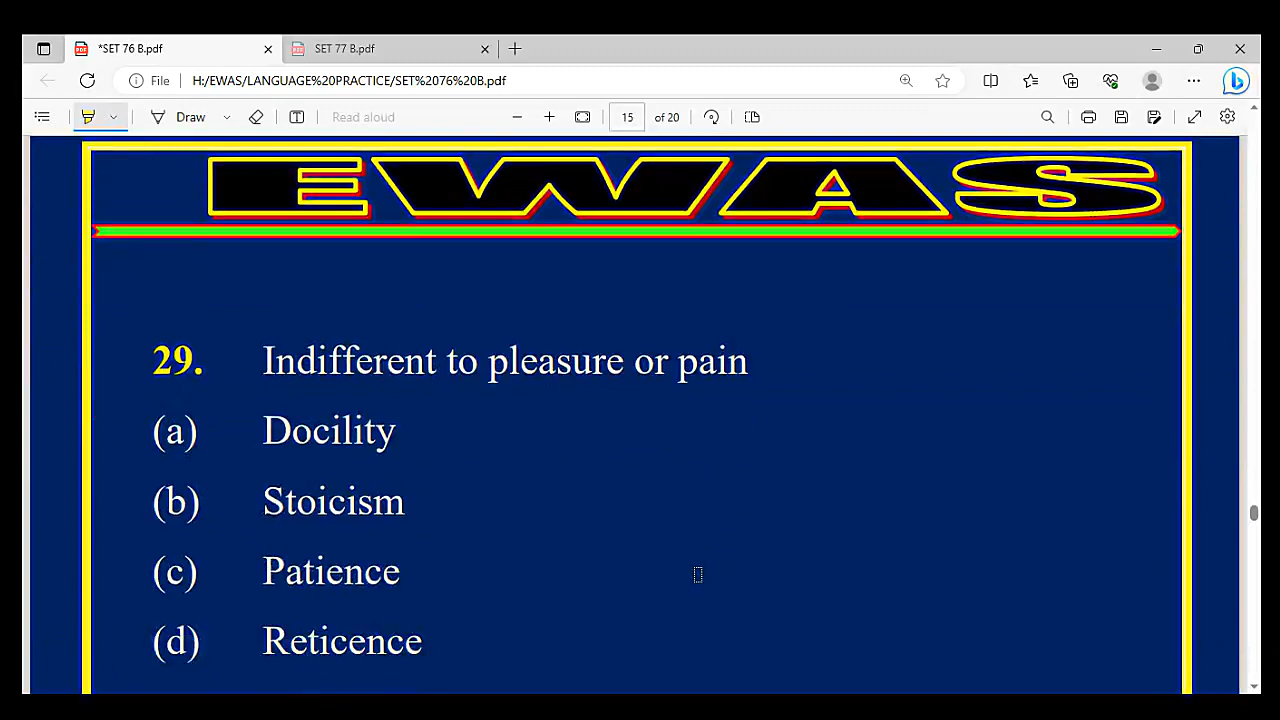 *SET 76 B.pdf
SET 77 B.pdf
File
H:/EWAS/LANGUAGE%20PRACTICE/SET%2076%20B.pdf
Draw
Read aloud
15 of 20
EWAS
29. Indifferent to pleasure or pain
(a) Docility
(b) Stoicism
(c) Patience
(d) Reticence